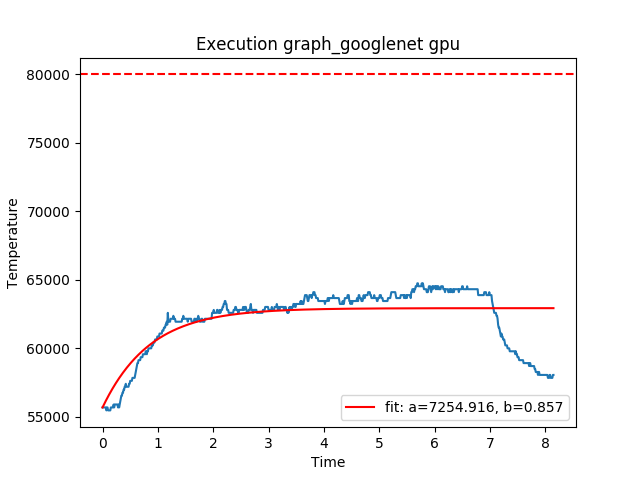 Execution graph_googlenet gpu
80000
75000
70000
65000
60000
55000
Temperature
fit: a=7254.916, b=0.857
0 1 2 3 4 5 6 7 8
Time